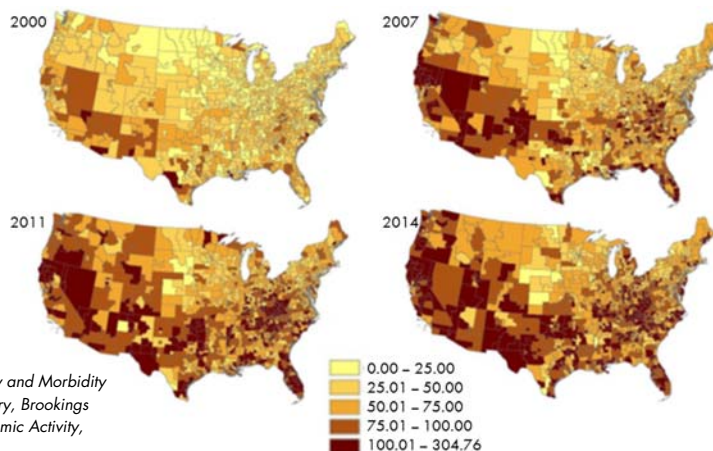 2000
2007
2011
2014
0.00 – 25.00
25.01 – 50.00
50.01 – 75.00
75.01 – 100.00
100.01 – 304.76
y and Morbidity
ry, Brookings
mic Activity,